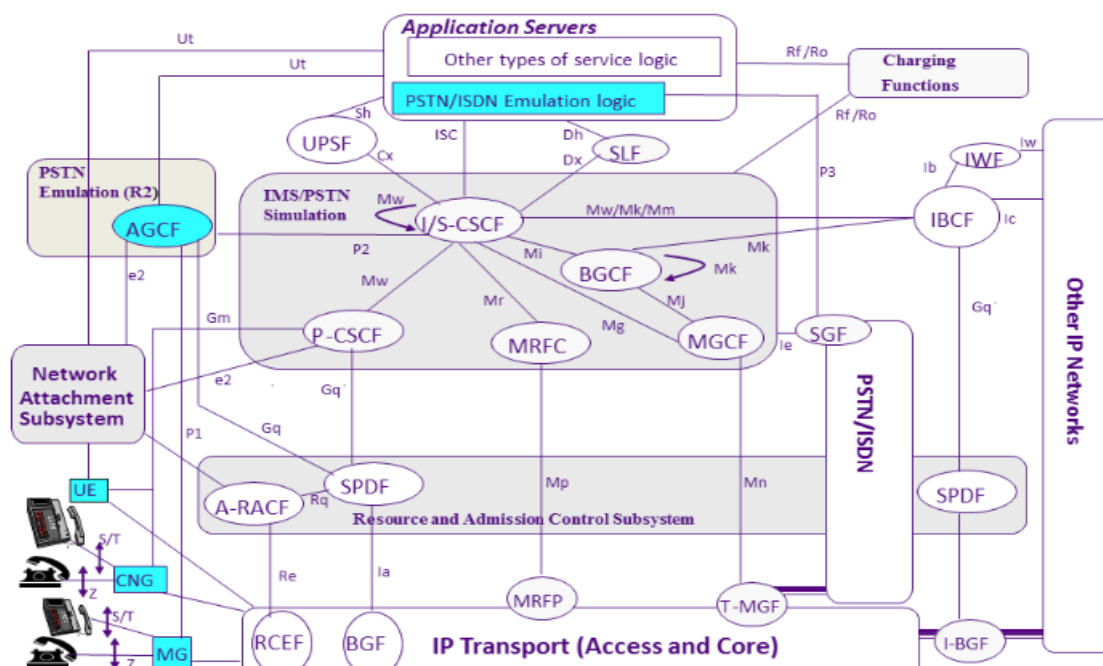 Application Servers
Ut
Other types of service logic
Rf/Ro
Charging
Functions
Ut
PSTN/ISDN Emulation logic
Rf/Ro
Sh
ISC
Dh
UPSF
SLF
Cx
Dx
P3
Iw
IWF
Ib
PSTN
Emulation (R2)
IMS/PSTN
Simulation
Mw
Mw/Mk/Mm
AGCF
I/S-CSCF
IBCF
Ic
P2
Mi
Mk
e2
Mw
BGCF
Mk
Mr
Mj
Gq
Gm
Mg
P-CSCF
MRFC
MGCF
Ie
SGF
Network
Attachment
Subsystem
e2
Gq
PSTN/ISDN
Other IP Networks
P1
Gq
UE
A-RACF
Rq
SPDF
Mp
Mn
SPDF
Resource and Admission Control Subsystem
S/T
CNG
Z
Re
Ia
MRFP
T-MGF
S/T
MG
Z
RCEF
BGF
IP Transport (Access and Core)
I-BGF